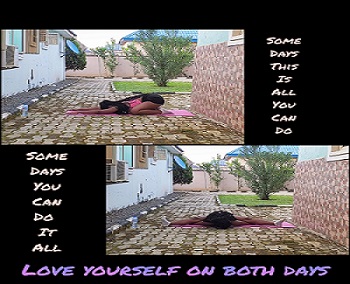 Some
Days
This
Is
All
You
Can
Do
Some
Days
You
Can
Do
It
All
Love yourself on both days